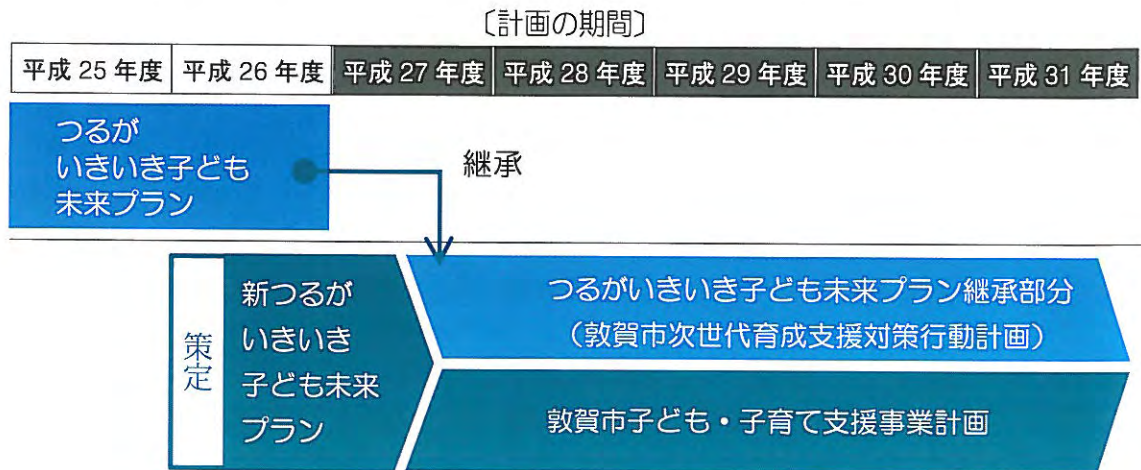 〔計画の期間〕
平成 25 年度 平成 26 年度 平成 27 年度 平成 28 年度 平成 29 年度 平成 30 年度 平成 31 年度
つるが
いきいき子ども
未来プラン
継承
策定
新つるが
いきいき
子ども未来
プラン
つるがいきいき子ども未来プラン継承部分
（敦賀市次世代育成支援対策行動計画）
敦賀市子ども・子育て支援事業計画